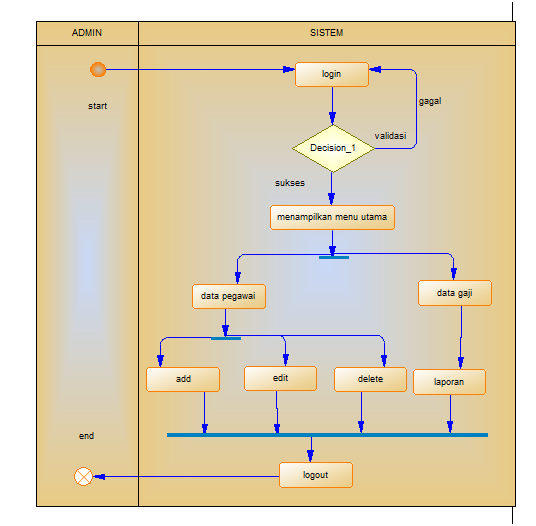 ADMIN
SISTEM
start
login
gagal
validasi
Decision_1
sukses
menampilkan menu utama
data pegawai
data gaji
add
edit
delete
laporan
end
logout